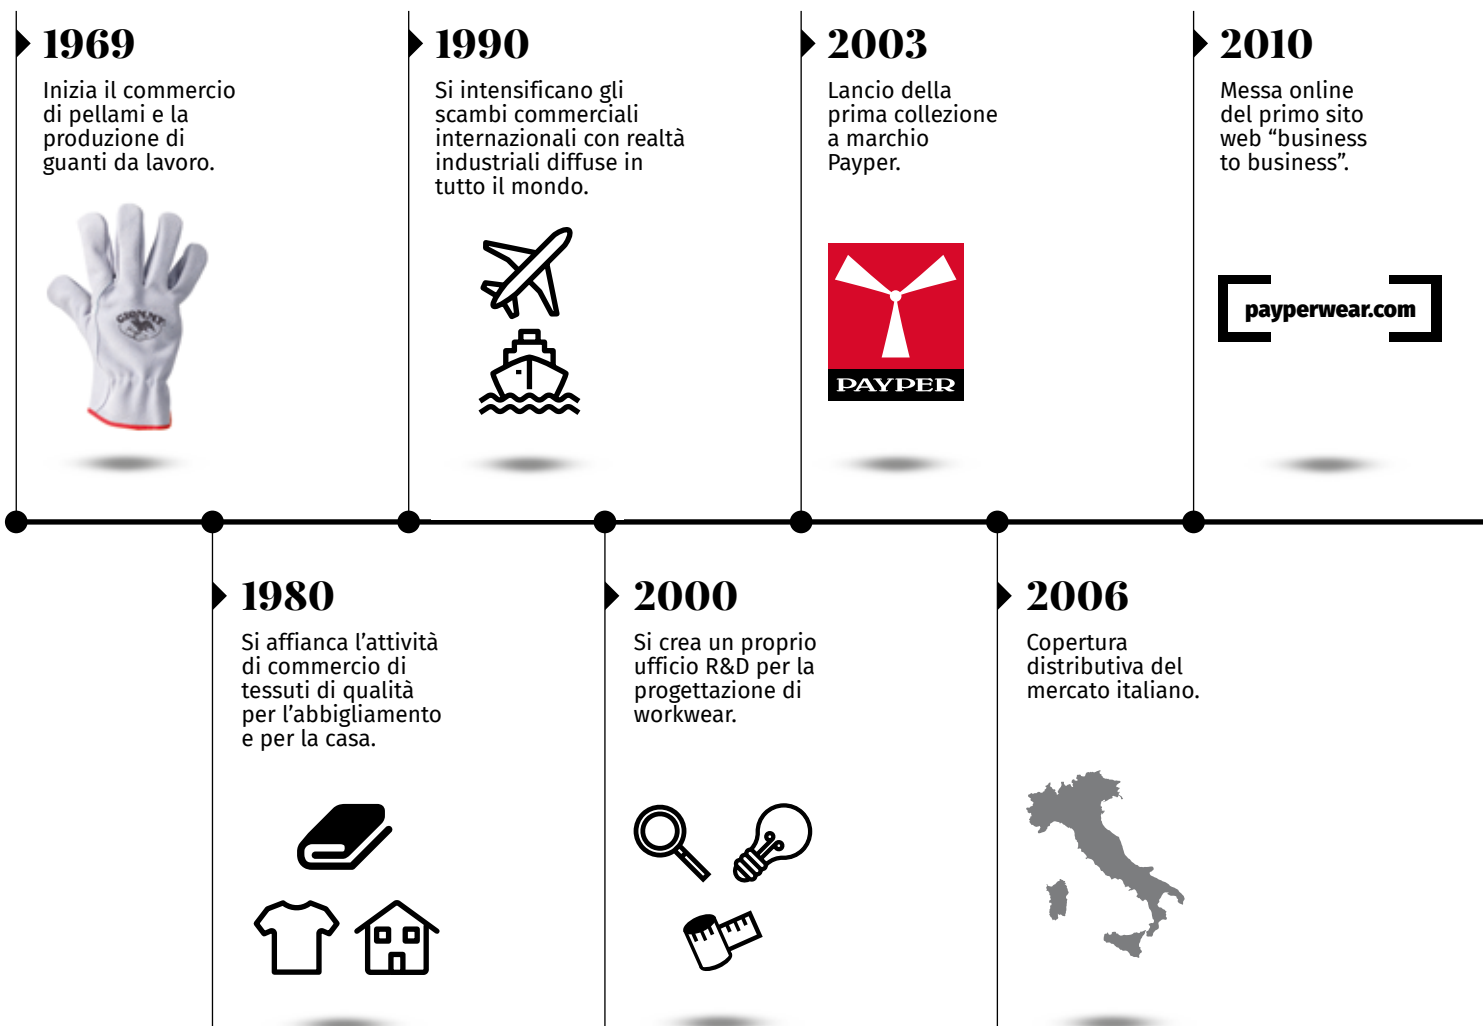 1969
Inizia il commercio
di pellami e la
produzione di
guanti da lavoro.
GIONNY
1990
Si intensificano gli
scambi commerciali
internazionali con realtà
industriali diffuse in
tutto il mondo.
2003
Lancio della
prima collezione
a marchio
Payper.
PAYPER
2010
Messa online
del primo sito
web “business
to business”.
payperwear.com
1980
Si affianca l’attività
di commercio di
tessuti di qualità
per l’abbigliamento
e per la casa.
2000
Si crea un proprio
ufficio R&D per la
progettazione di
workwear.
2006
Copertura
distributiva del
mercato italiano.